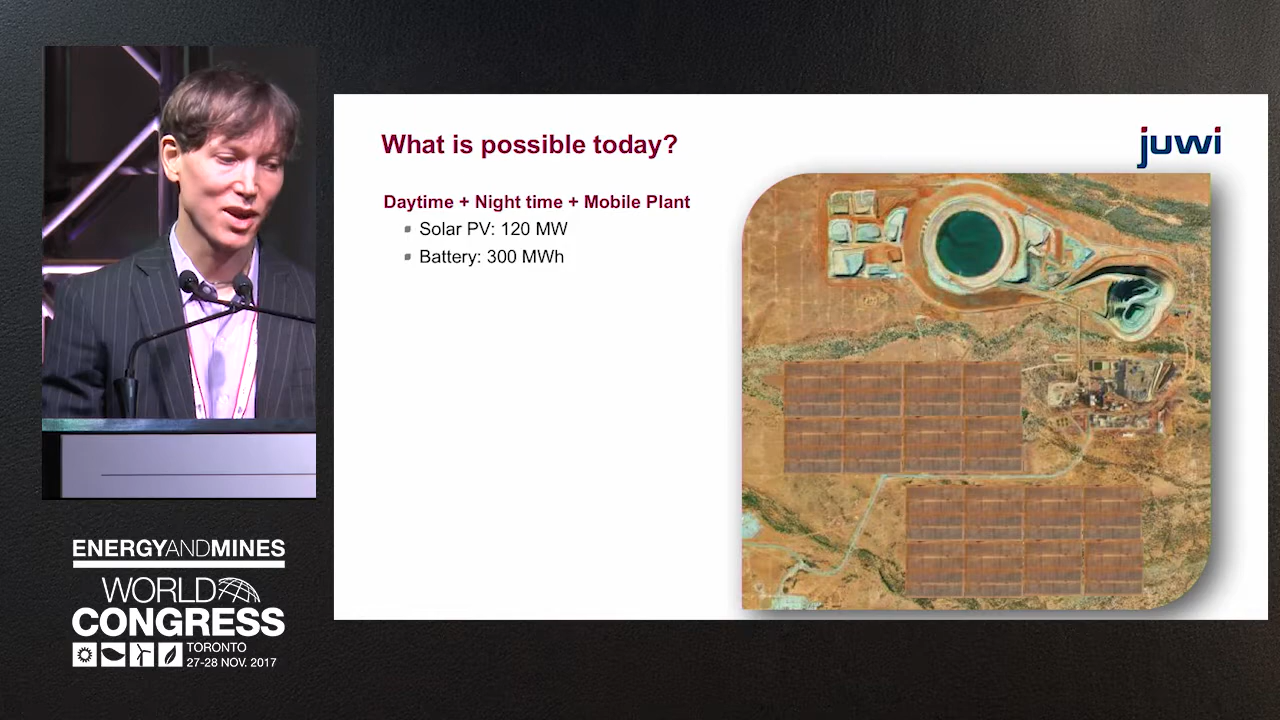 What is possible today?
juwi
Daytime + Night time + Mobile Plant
Solar PV: 120 MW
Battery: 300 MWh
ENERGYANDMINES
WORLD
CONGRESS
TORONTO
27-28 NOV. 2017